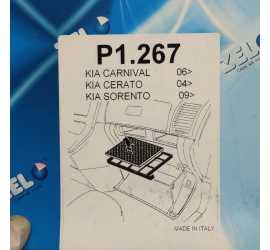 P1.267
KIA CARNIVAL 06>
KIA CERATO 04>
KIA SORENTO 09>
MADE IN ITALY